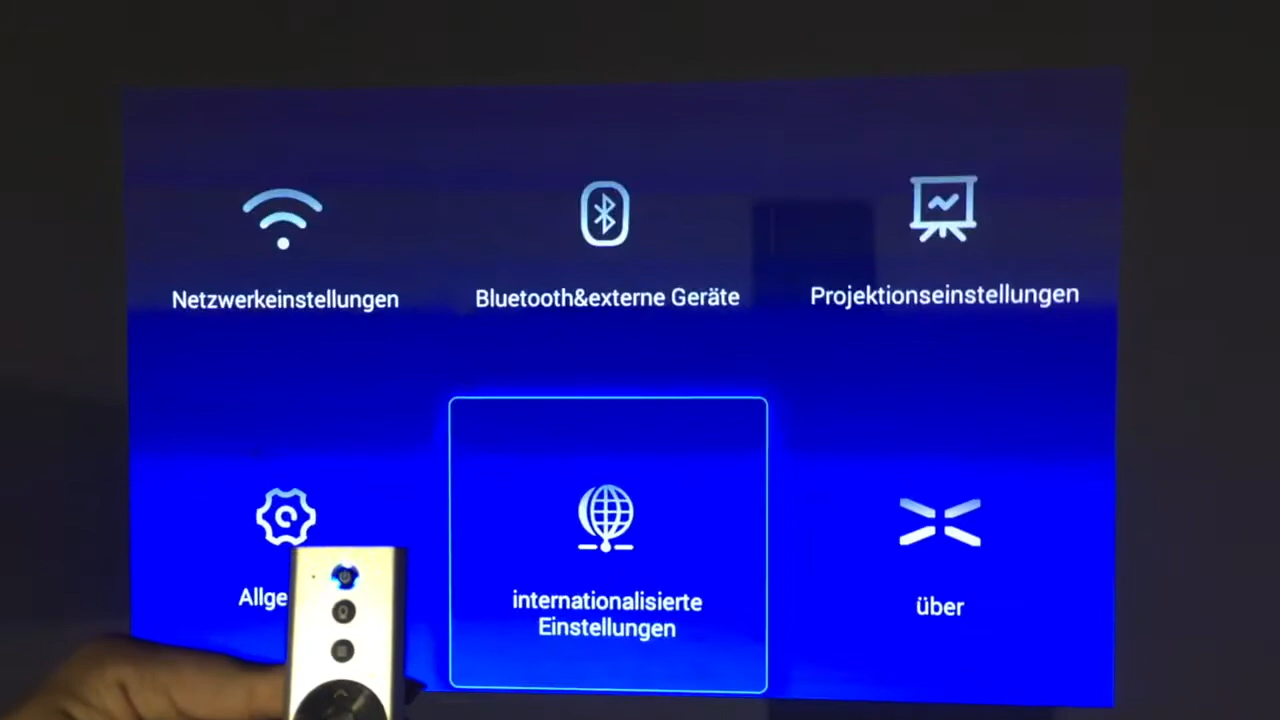 Netzwerkeinstellungen
Bluetooth&externe Geräte
Projektionseinstellungen
Allge
internationalisierte
Einstellungen
über